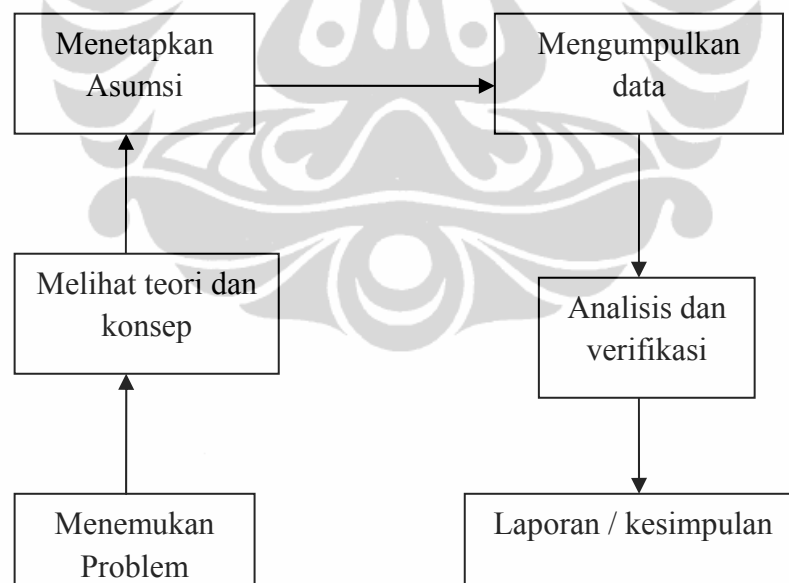 Menetapkan
Asumsi
Mengumpulkan
data
Melihat teori dan
konsep
Analisis dan
verifikasi
Menemukan
Problem
Laporan / kesimpulan